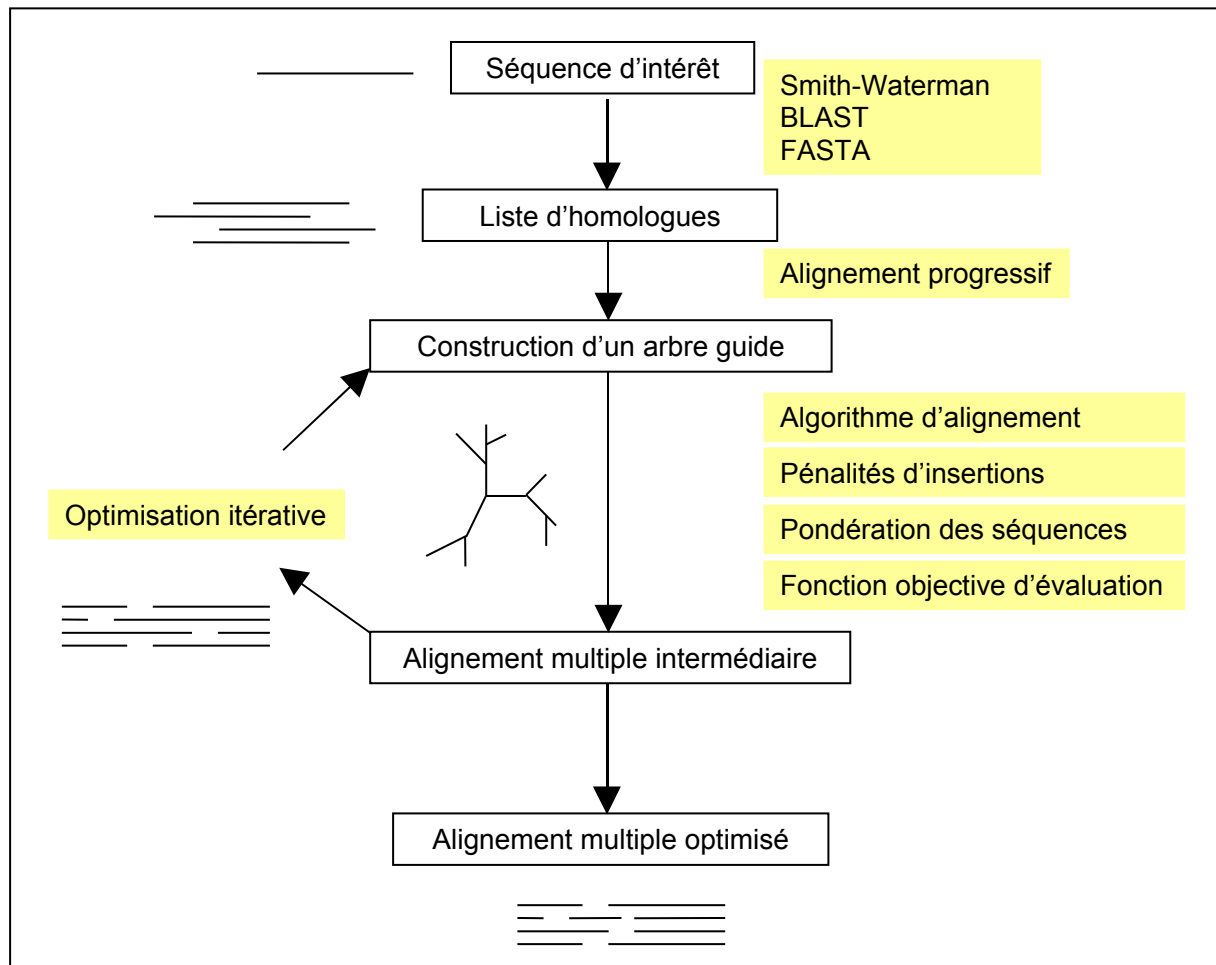 Séquence d’intérêt
Smith-Waterman
BLAST
FASTA
Liste d’homologues
Alignement progressif
Construction d’un arbre guide
Algorithme d’alignement
Pénalités d’insertions
Optimisation itérative
Pondération des séquences
Fonction objective d’évaluation
Alignement multiple intermédiaire
Alignement multiple optimisé